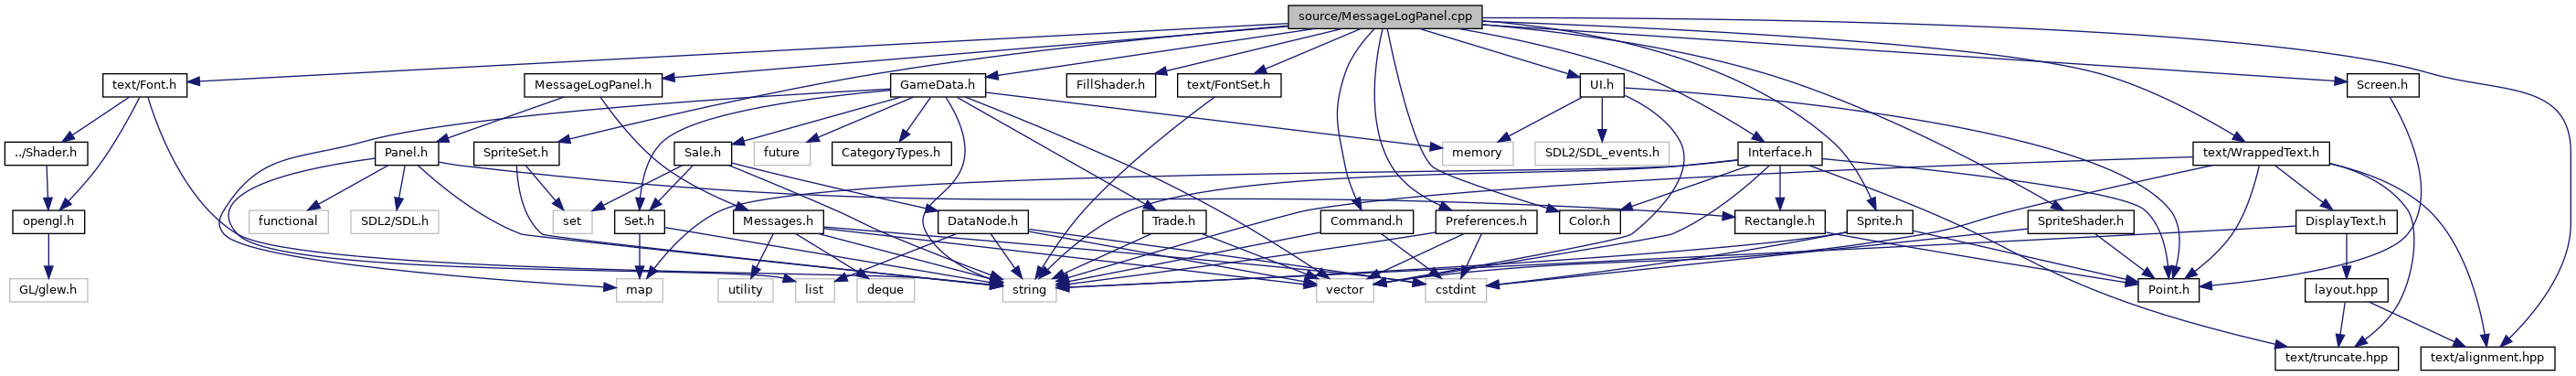 source/MessageLogPanel.cpp
text/Font.h
MessageLogPanel.h
GameData.h
FillShader.h
text/FontSet.h
UI.h
Screen.h
../Shader.h
Panel.h
SpriteSet.h
Sale.h
future
CategoryTypes.h
memory
SDL2/SDL_events.h
Interface.h
text/WrappedText.h
opengl.h
functional
SDL2/SDL.h
set
Set.h
Messages.h
DataNode.h
Trade.h
Command.h
Preferences.h
Color.h
Rectangle.h
Sprite.h
SpriteShader.h
DisplayText.h
GL/glew.h
map
utility
list
deque
string
vector
cstdint
Point.h
layout.hpp
text/truncate.hpp
text/alignment.hpp